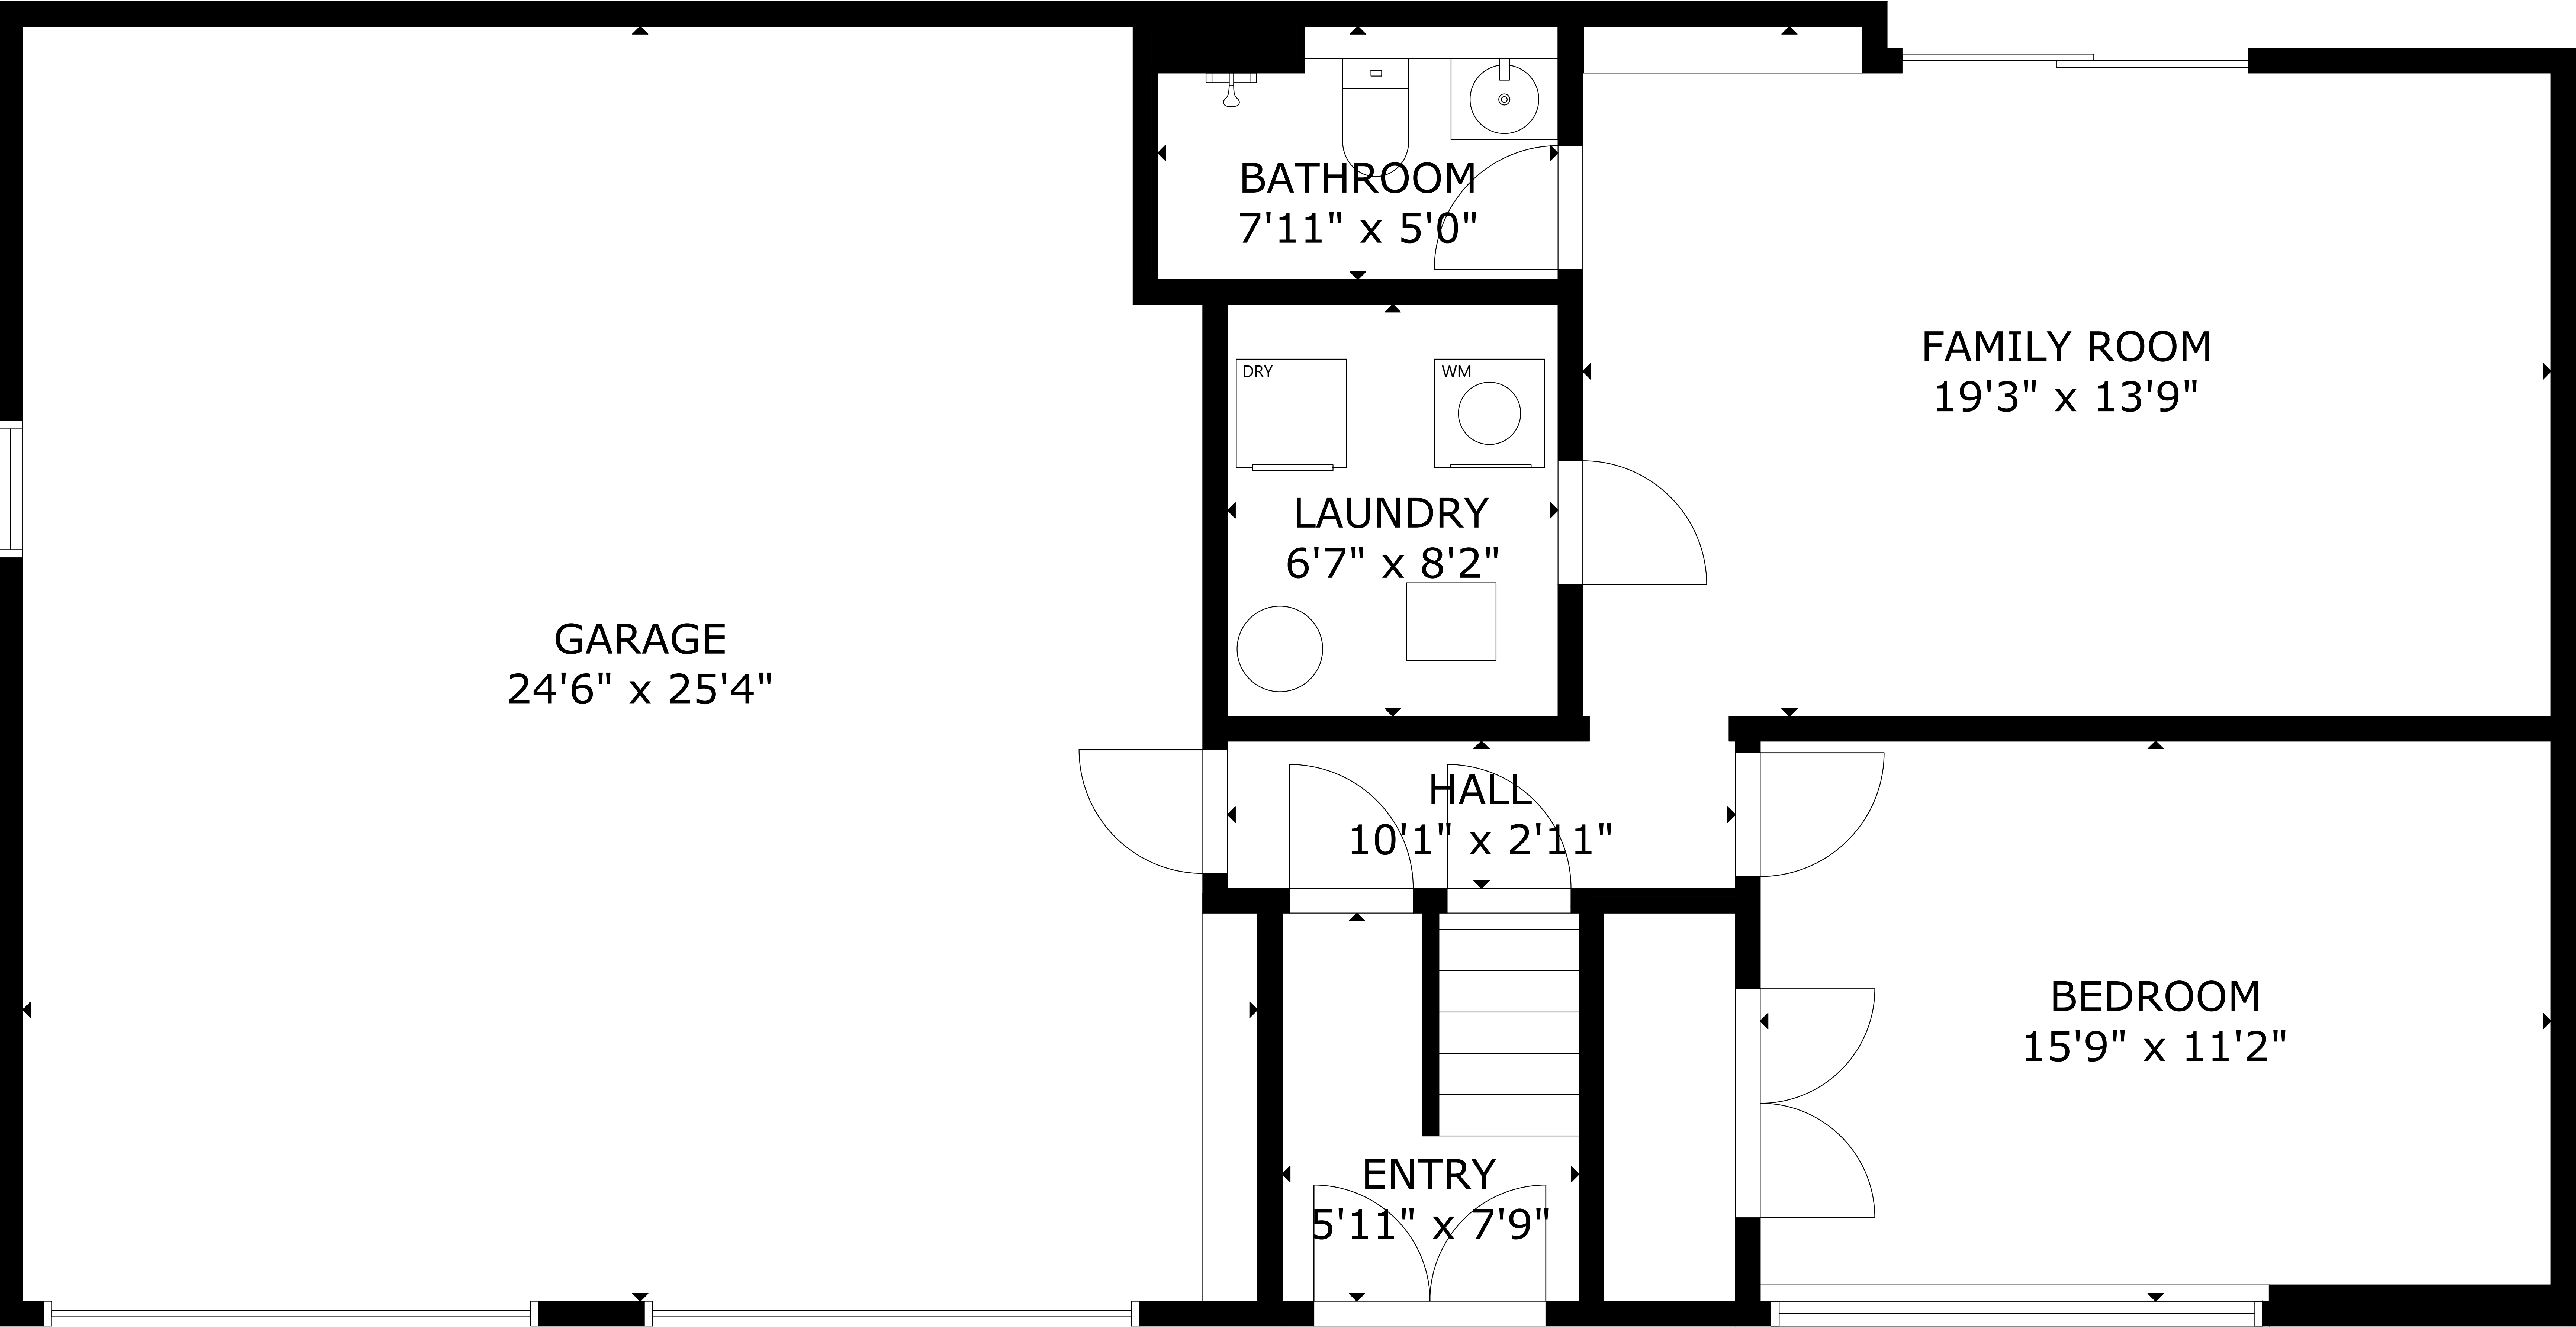 BATHROOM
7'11" x 5'0"
FAMILY ROOM
19'3" x 13'9"
DRY
WM
LAUNDRY
6'7" x 8'2"
GARAGE
24'6" x 25'4"
HALL
10'1" x 2'11"
BEDROOM
15'9" x 11'2"
ENTRY
5'11" x 7'9"